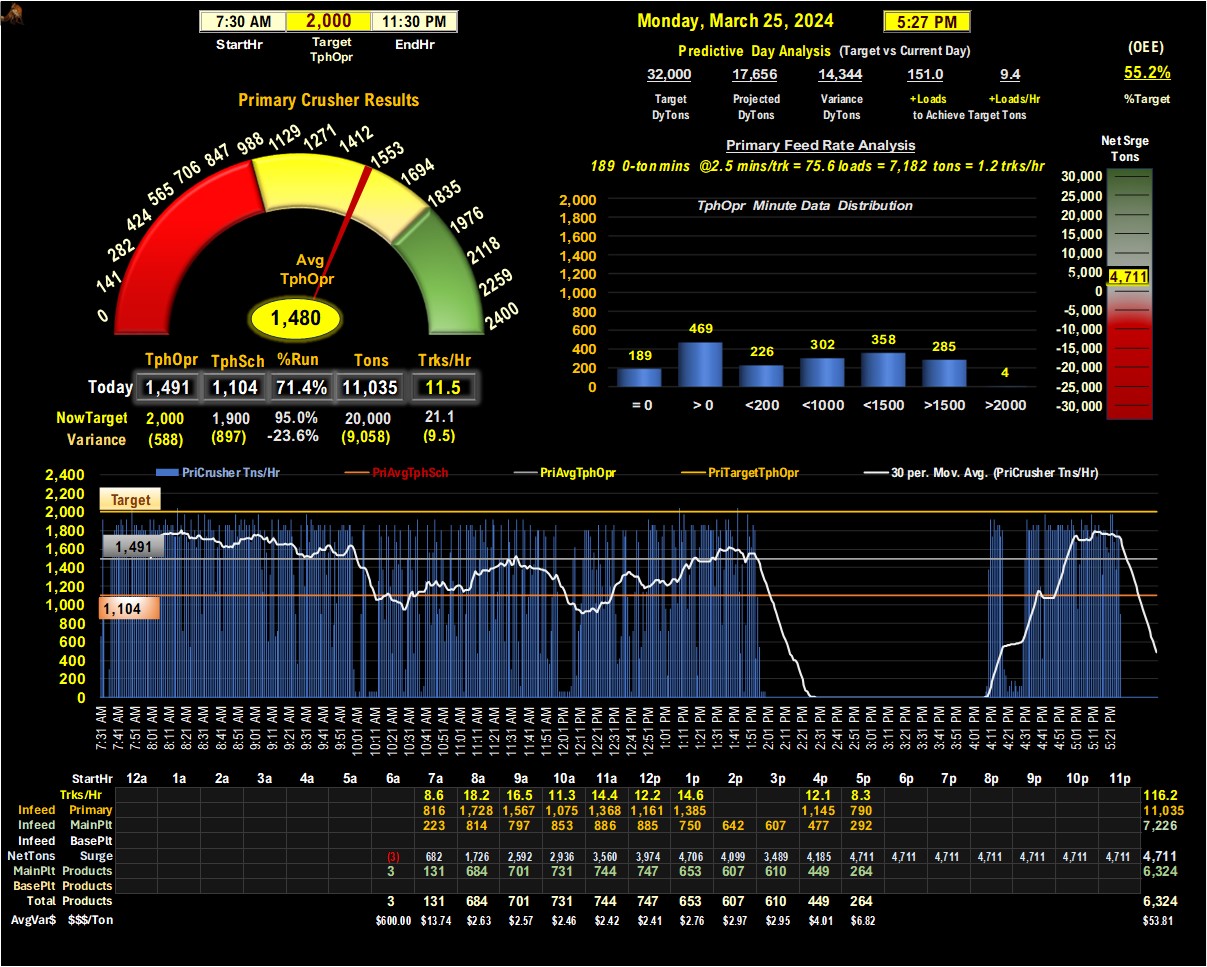 7:30 AM 2,000 11:30 PM
StartHr Target TphOpr EndHr
Monday, March 25, 2024 5:27 PM
Predictive Day Analysis (Target vs Current Day)
32,000 17,656 14,344 151.0 9.4
Target DyTons Projected DyTons Variance DyTons +Loads +Loads/Hr
to Achieve Target Tons
(OEE)
55.2%
%Target
Primary Crusher Results
0 141 282 424 565 706 847 988 1129 1271 1412 1553 1694 1835 1976 2118 2259 2400
Avg
TphOpr
1,480
TphOpr TphSch %Run Tons Trks/Hr
Today 1,491 1,104 71.4% 11,035 11.5
NowTarget 2,000 1,900 95.0% 20,000 21.1
Variance (588) (897) -23.6% (9,058) (9.5)
Primary Feed Rate Analysis
189 0-ton mins @2.5 mins/trk = 75.6 loads = 7,182 tons = 1.2 trks/hr
TphOpr Minute Data Distribution
2,000
1,800
1,600
1,400
1,200
1,000
800
600
400
200
0
189 469 226 302 358 285 4
= 0 > 0 <200 <1000 <1500 >1500 >2000
Net Srge
Tons
30,000
25,000
20,000
15,000
10,000
5,000
4,711
0
-5,000
-10,000
-15,000
-20,000
-25,000
-30,000
PriCrusher Tns/Hr PriAvgTphSch PriAvgTphOpr PriTargetTphOpr 30 per. Mov. Avg. (PriCrusher Tns/Hr)
2,400
2,200
2,000
1,800
1,600
1,400
1,200
1,000
800
600
400
200
0
Target
1,491
1,104
7:31 AM 7:41 AM 7:51 AM 8:01 AM 8:11 AM 8:21 AM 8:31 AM 8:41 AM 8:51 AM 9:01 AM 9:11 AM 9:21 AM 9:31 AM 9:41 AM 9:51 AM 10:01 AM 10:11 AM 10:21 AM 10:31 AM 10:41 AM 10:51 AM 11:01 AM 11:11 AM 11:21 AM 11:31 AM 11:41 AM 11:51 AM 12:01 PM 12:11 PM 12:21 PM 12:31 PM 12:41 PM 12:51 PM 1:01 PM 1:11 PM 1:21 PM 1:31 PM 1:41 PM 1:51 PM 2:01 PM 2:11 PM 2:21 PM 2:31 PM 2:41 PM 2:51 PM 3:01 PM 3:11 PM 3:21 PM 3:31 PM 3:41 PM 3:51 PM 4:01 PM 4:11 PM 4:21 PM 4:31 PM 4:41 PM 4:51 PM 5:01 PM 5:11 PM 5:21 PM
StartHr 12a 1a 2a 3a 4a 5a 6a 7a 8a 9a 10a 11a 12p 1p 2p 3p 4p 5p 6p 7p 8p 9p 10p 11p
Trks/Hr 8.6 18.2 16.5 11.3 14.4 12.2 14.6 12.1 8.3 116.2
Infeed Primary 816 1,728 1,567 1,075 1,368 1,161 1,385 1,145 790 11,035
Infeed MainPlt 223 814 797 853 886 885 750 642 607 477 292 7,226
Infeed BasePlt
NetTons Surge (3) 682 1,726 2,592 2,936 3,560 3,974 4,706 4,099 3,489 4,185 4,711 4,711 4,711 4,711 4,711 4,711 4,711 4,711
MainPlt Products 3 131 684 701 731 744 747 653 607 610 449 264 6,324
BasePlt Products
Total Products 3 131 684 701 731 744 747 653 607 610 449 264 6,324
AvgVar$ $$$/Ton $600.00 $13.74 $2.63 $2.57 $2.46 $2.42 $2.41 $2.76 $2.97 $2.95 $4.01 $6.82 $53.81